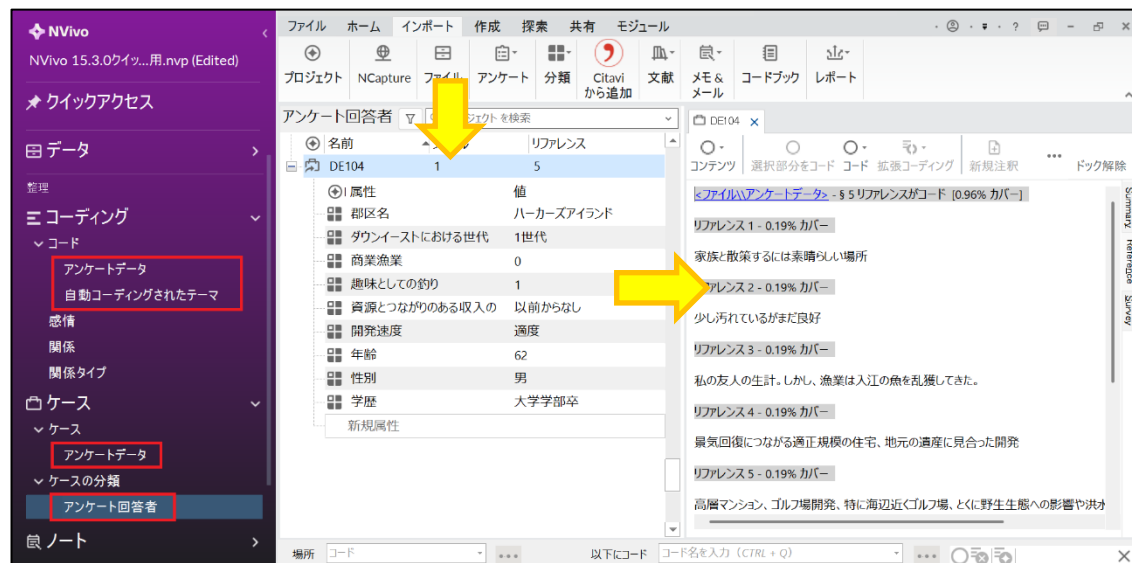 NVivo
NVivo 15.3.0クイッ...用.nvp (Edited)
クイックアクセス
データ
整理
コーディング
コード
アンケートデータ
自動コーディングされたテーマ
感情
関係
関係タイプ
ケース
ケース
アンケートデータ
ケースの分類
アンケート回答者
ノート
ファイル ホーム インポート 作成 探索 共有 モジュール
プロジェクト NCapture ファイル アンケート 分類 Citavi から追加 文献 メモ & メール コードブック レポート
アンケート回答者 を検索
名前 リファレンス
DE104 1 5
属性 値
郡区名 ハーカーズアイランド
ダウンイーストにおける世代 1世代
商業漁業 0
趣味としての釣り 1
資源とつながりのある収入の 以前からなし
開発速度 適度
年齢 62
性別 男
学歴 大学学部卒
新規属性
DE104
コンテンツ 選択部分をコード コード 拡張コーディング 新規注釈 ••• ドック解除
<ファイル\\アンケートデータ> - § 5 リファレンスがコード [0.96% カバー]
リファレンス 1 - 0.19% カバー
家族と散策するには素晴らしい場所
ファレンス 2 - 0.19% カバー
少し汚れているがまだ良好
リファレンス 3 - 0.19% カバー
私の友人の生計。しかし、漁業は入江の魚を乱獲してきた。
リファレンス 4 - 0.19% カバー
景気回復につながる適正規模の住宅、地元の遺産に見合った開発
リファレンス 5 - 0.19% カバー
高層マンション、ゴルフ場開発、特に海辺近くゴルフ場、とくに野生生態への影響や洪水
Summary
Reference
Survey
場所 コード ••• 以下にコード コード名を入力 (CTRL + Q) •••